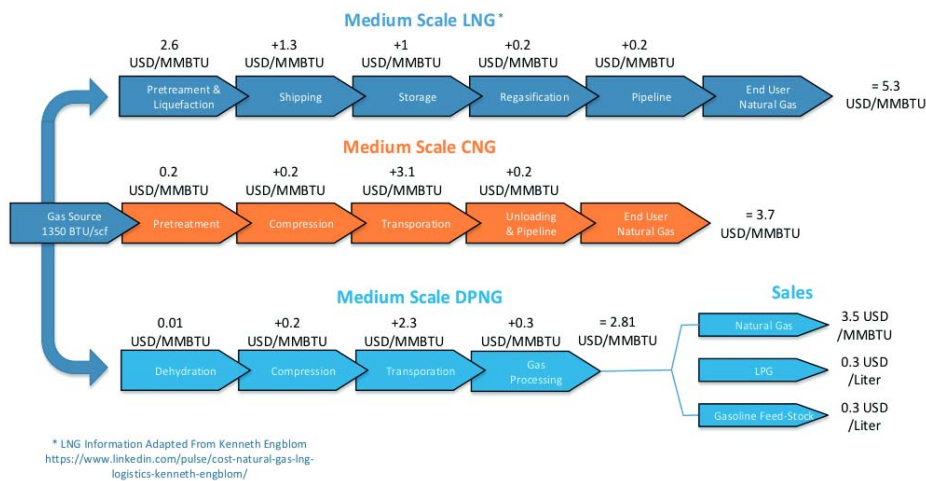 Medium Scale LNG*
2.6
USD/MMBTU
+1.3
USD/MMBTU
+1
USD/MMBTU
+0.2
USD/MMBTU
+0.2
USD/MMBTU
Pretreament &
Liquefaction
Shipping
Storage
Regasification
Pipeline
End User
Natural Gas
= 5.3
USD/MMBTU
Medium Scale CNG
0.2
USD/MMBTU
+0.2
USD/MMBTU
+3.1
USD/MMBTU
+0.2
USD/MMBTU
Gas Source
1350 BTU/scf
Pretreatment
Compression
Transporation
Unloading
& Pipeline
End User
Natural Gas
= 3.7
USD/MMBTU
Medium Scale DPNG
0.01
USD/MMBTU
+0.2
USD/MMBTU
+2.3
USD/MMBTU
+0.3
USD/MMBTU
= 2.81
USD/MMBTU
Dehydration
Compression
Transporation
Gas
Processing
Sales
Natural Gas
3.5 USD
/MMBTU
LPG
0.3 USD
/Liter
Gasoline Feed-Stock
0.3 USD
/Liter
* LNG Information Adapted From Kenneth Engblom
https://www.linkedin.com/pulse/cost-natural-gas-lng-
logistics-kenneth-engblom/